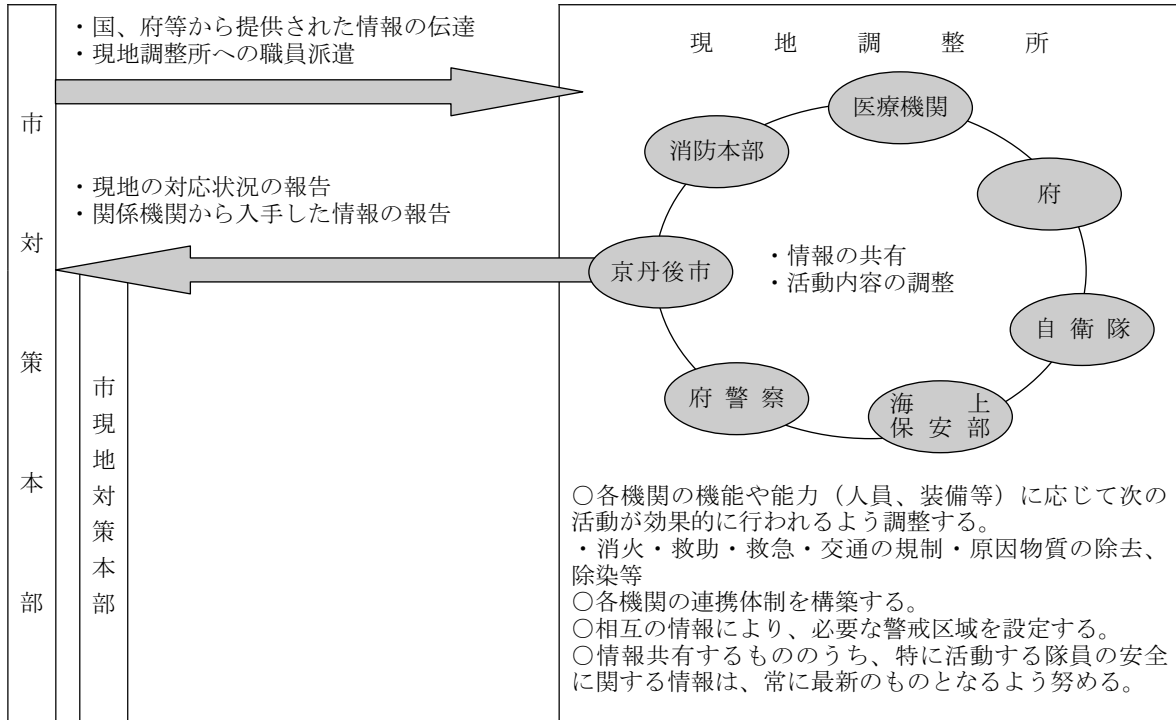 ・国、府等から提供された情報の伝達
・現地調整所への職員派遣
市対策本部
・現地の対応状況の報告
・関係機関から入手した情報の報告
市現地対策本部
現地調整所
医療機関
消防本部
府
京丹後市
・情報の共有
・活動内容の調整
自衛隊
府警察
海上
保安部
○各機関の機能や能力（人員、装備等）に応じて次の
活動が効果的に行われるよう調整する。
・消火・救助・救急・交通の規制・原因物質の除去、
除染等
○各機関の連携体制を構築する。
○相互の情報により、必要な警戒区域を設定する。
○情報共有するもののうち、特に活動する隊員の安全
に関する情報は、常に最新のものとなるよう努める。